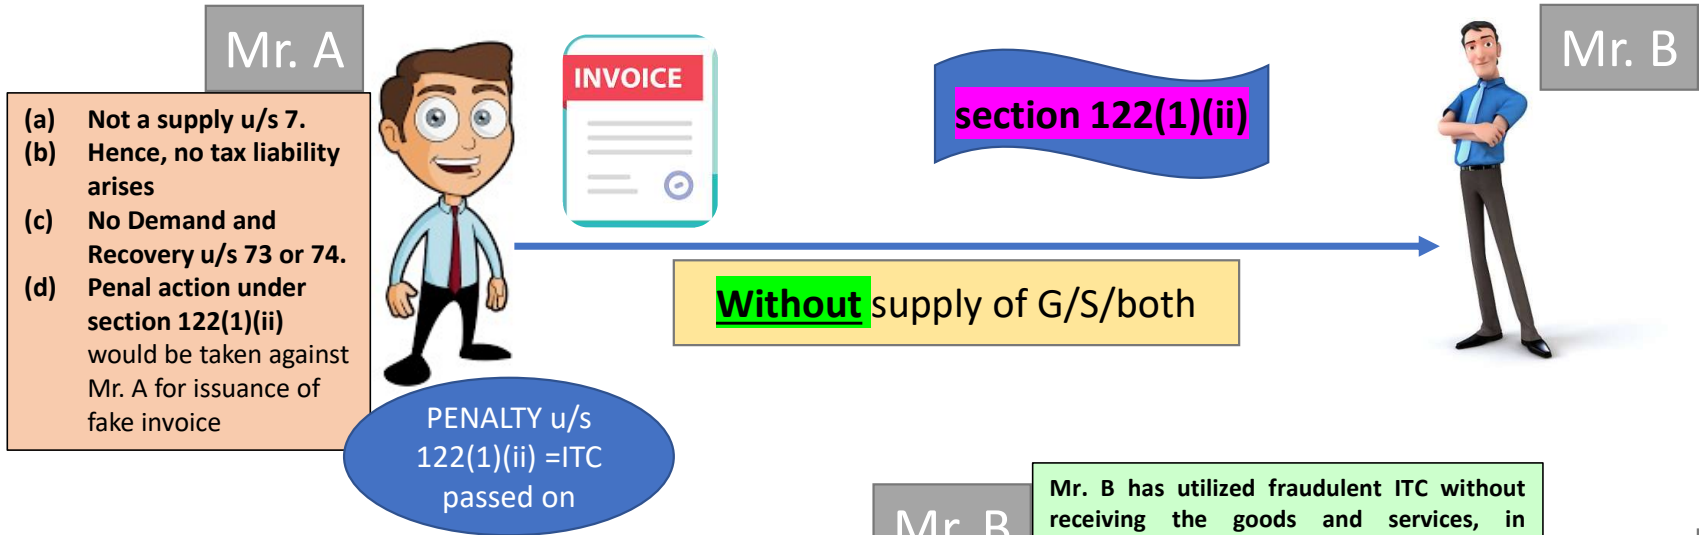 Mr. A
INVOICE
section 122(1)(ii)
Mr. B
(a) Not a supply u/s 7.
(b) Hence, no tax liability
arises
(c) No Demand and
Recovery u/s 73 or 74.
(d) Penal action under
section 122(1)(ii)
would be taken against
Mr. A for issuance of
fake invoice
Without supply of G/S/both
PENALTY u/s
122(1)(ii) =ITC
passed on
Mr. B
Mr. B has utilized fraudulent ITC without
receiving the goods and services, in